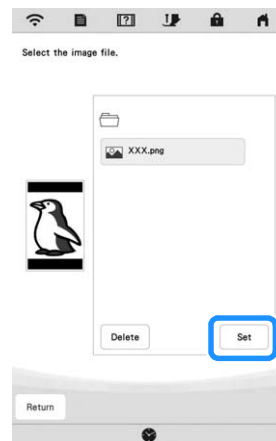 Select the image file.
XXX.png
Delete
Set
Return